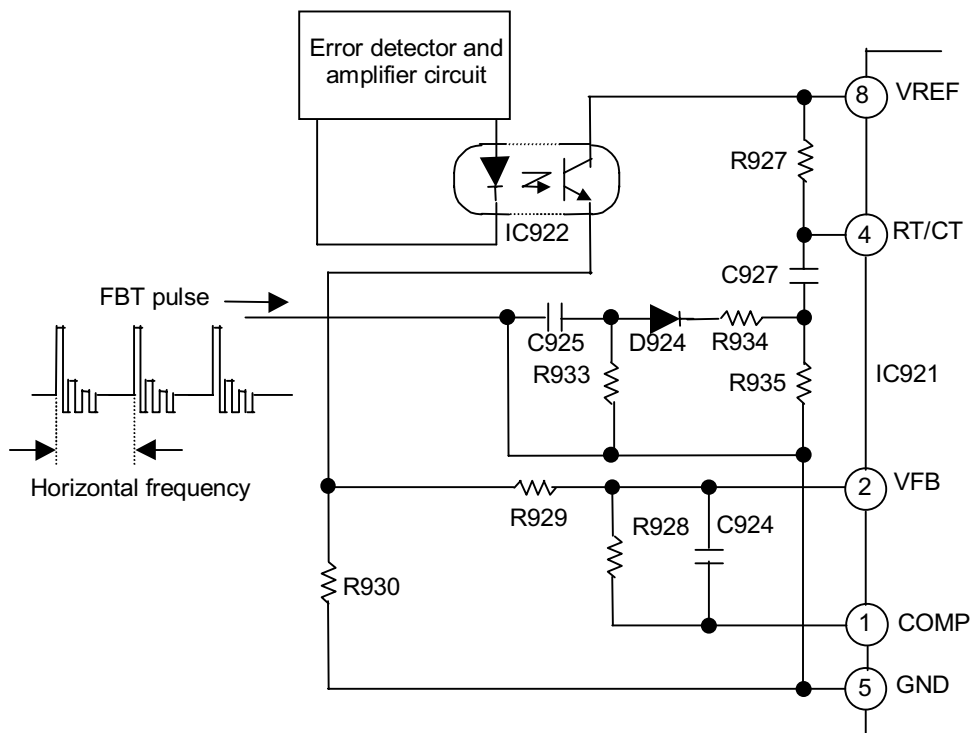 Error detector and
amplifier circuit
8 VREF
R927
IC922
4 RT/CT
C927
FBT pulse
C925
D924
R934
R933
R935
IC921
Horizontal frequency
2 VFB
R929
R928
C924
R930
1 COMP
5 GND